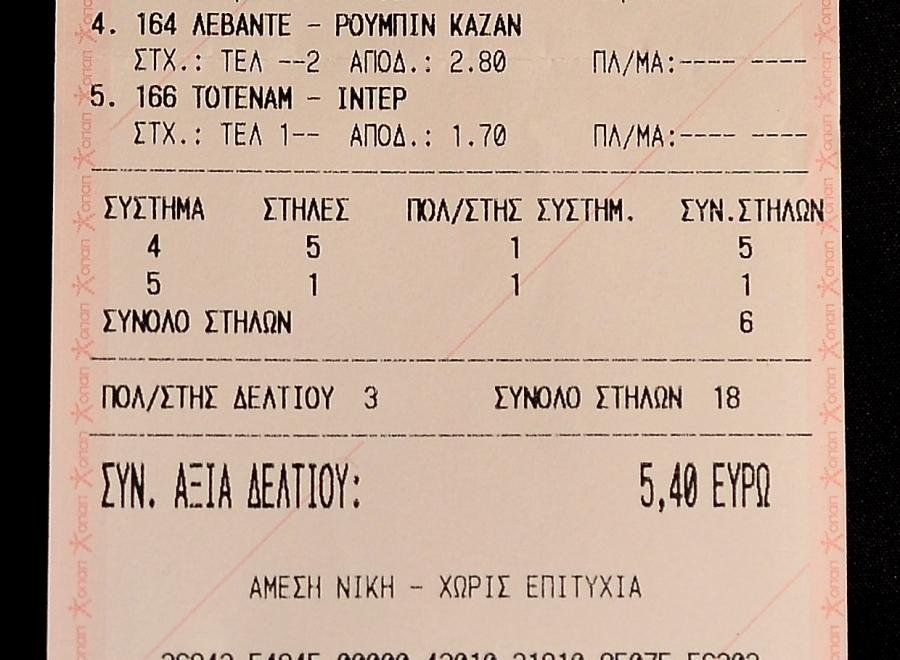 4. 164 ΛΕΒΑΝΤΕ - ΡΟΥΜΠΙΝ ΚΑΖΑΝ
ΣΤΧ.: ΤΕΛ --2 ΑΠΟΔ.: 2.80 ΠΛ/ΜΑ:---- ----
5. 166 ΤΟΤΕΝΑΜ - ΙΝΤΕΡ
ΣΤΧ.: ΤΕΛ 1-- ΑΠΟΔ.: 1.70 ΠΛ/ΜΑ:---- ----
ΣΥΣΤΗΜΑ ΣΤΗΛΕΣ ΠΟΛ/ΣΤΗΣ ΣΥΣΤΗΜ. ΣΥΝ.ΣΤΗΛΩΝ
4 5 1 5
5 1 1 1
ΣΥΝΟΛΟ ΣΤΗΛΩΝ 6
ΠΟΛ/ΣΤΗΣ ΔΕΛΤΙΟΥ 3 ΣΥΝΟΛΟ ΣΤΗΛΩΝ 18
ΣΥΝ. ΑΞΙΑ ΔΕΛΤΙΟΥ: 5,40 ΕΥΡΩ
ΑΜΕΣΗ ΝΙΚΗ - ΧΩΡΙΣ ΕΠΙΤΥΧΙΑ